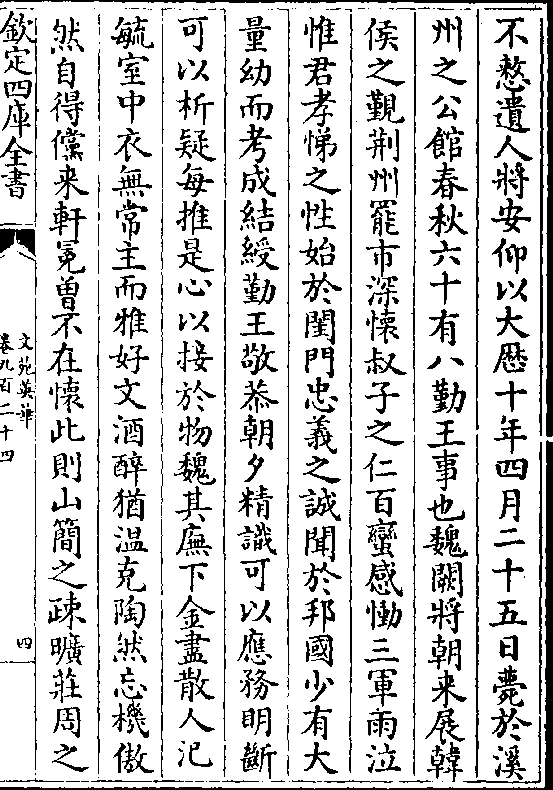 不憗遺人將安仰以大厯十年四月二十五日薨於溪
州之公館春秋六十有八勤王事也魏闕將朝来展韓
侯之覲荆州罷市深懐叔子之仁百蠻感慟三軍雨泣
惟君孝悌之性始於閨門忠義之誠聞於邦國少有大
量幼而考成結綬勤王敬恭朝夕精識可以應務明斷
可以析疑每推是心以接於物魏其廡下金盡散人氾
毓室中衣無常主而雅好文酒醉猶温克陶然忘機傲
然自得儻来軒冕曽不在懐此則山簡之疎曠莊周之
欽定四庫全書
文苑英華
卷九百二十四
四